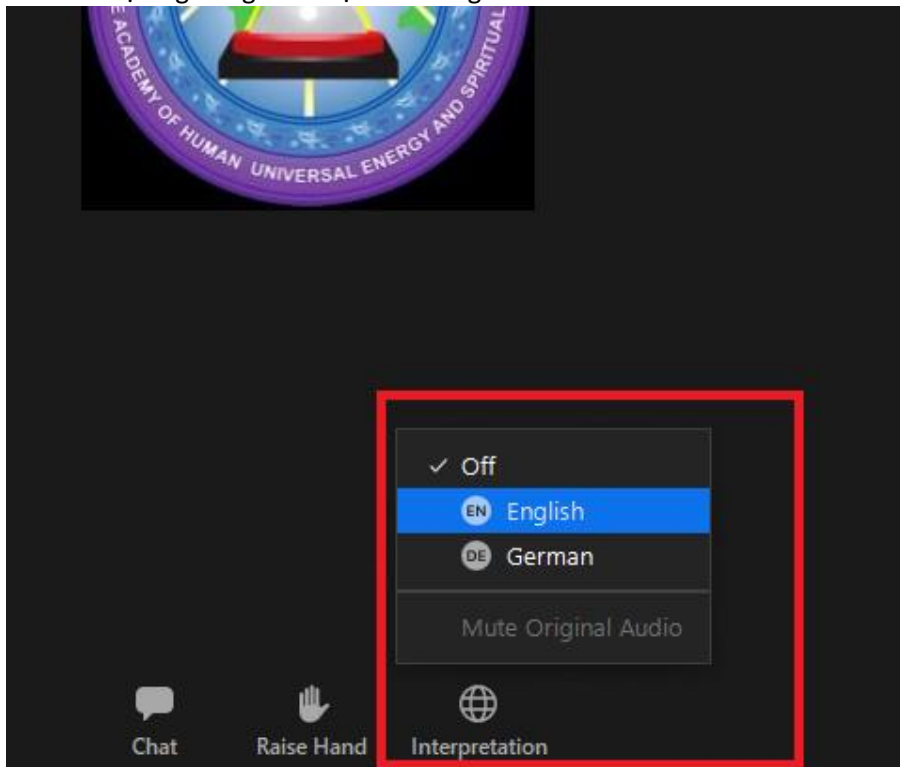 E ACADEMY OF HUMAN UNIVERSAL ENERGY AND SPIRITUAL
Off
EN English
DE German
Mute Original Audio
Chat
Raise Hand
Interpretation